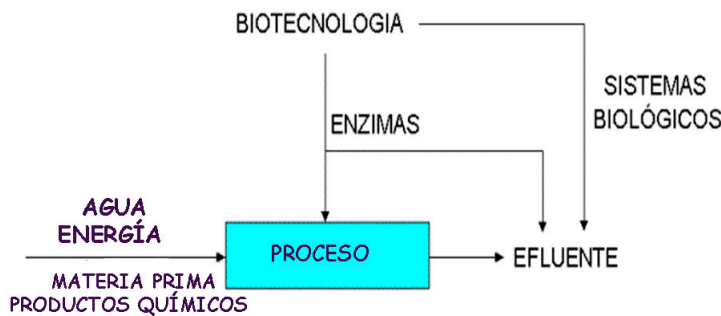 BIOTECNOLOGIA
SISTEMAS
BIOLÓGICOS
ENZIMAS
AGUA
ENERGÍA
PROCESO
EFLUENTE
MATERIA PRIMA
PRODUCTOS QUÍMICOS